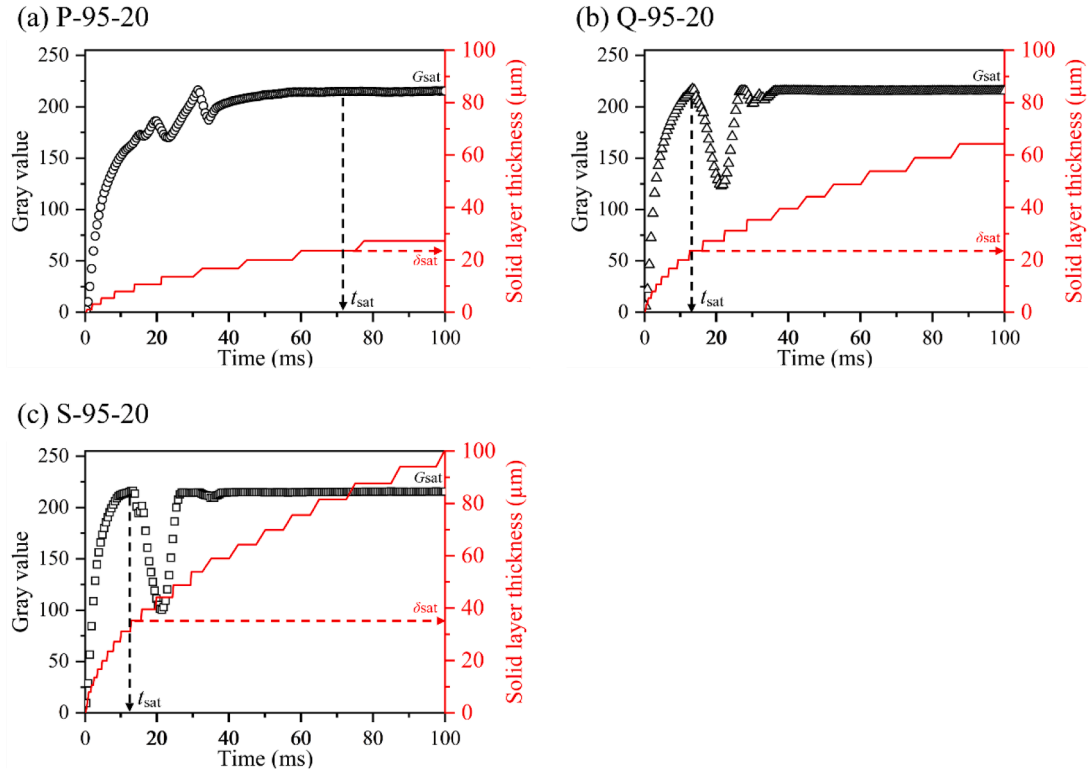 (a) P-95-20
250
200
150
100
50
0
Gray value
0 20 40 60 80 100
Time (ms)
100
80
60
40
20
0
Solid layer thickness (μm)
Gsat
δsat
tsat
(b) Q-95-20
250
200
150
100
50
0
Gray value
0 20 40 60 80 100
Time (ms)
100
80
60
40
20
0
Solid layer thickness (μm)
Gsat
δsat
tsat
(c) S-95-20
250
200
150
100
50
0
Gray value
0 20 40 60 80 100
Time (ms)
100
80
60
40
20
0
Solid layer thickness (μm)
Gsat
δsat
tsat